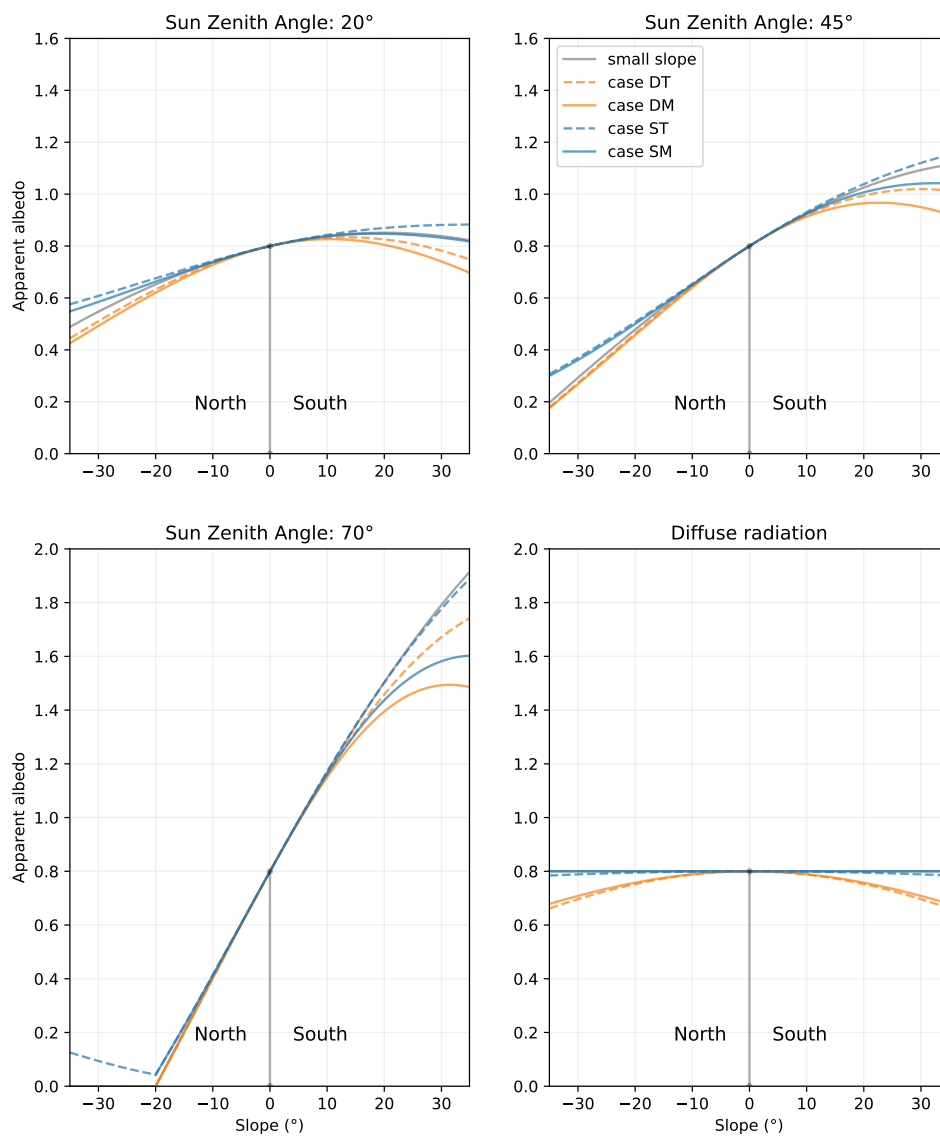 Sun Zenith Angle: 20°
1.6
1.4
1.2
1.0
0.8
0.6
0.4
0.2
0.0
Apparent albedo
North South
−30 −20 −10 0 10 20 30
Sun Zenith Angle: 45°
1.6
1.4
1.2
1.0
0.8
0.6
0.4
0.2
0.0
small slope
case DT
case DM
case ST
case SM
North South
−30 −20 −10 0 10 20 30
Sun Zenith Angle: 70°
2.0
1.8
1.6
1.4
1.2
1.0
0.8
0.6
0.4
0.2
0.0
Apparent albedo
North South
−30 −20 −10 0 10 20 30
Slope (°)
Diffuse radiation
2.0
1.8
1.6
1.4
1.2
1.0
0.8
0.6
0.4
0.2
0.0
North South
−30 −20 −10 0 10 20 30
Slope (°)